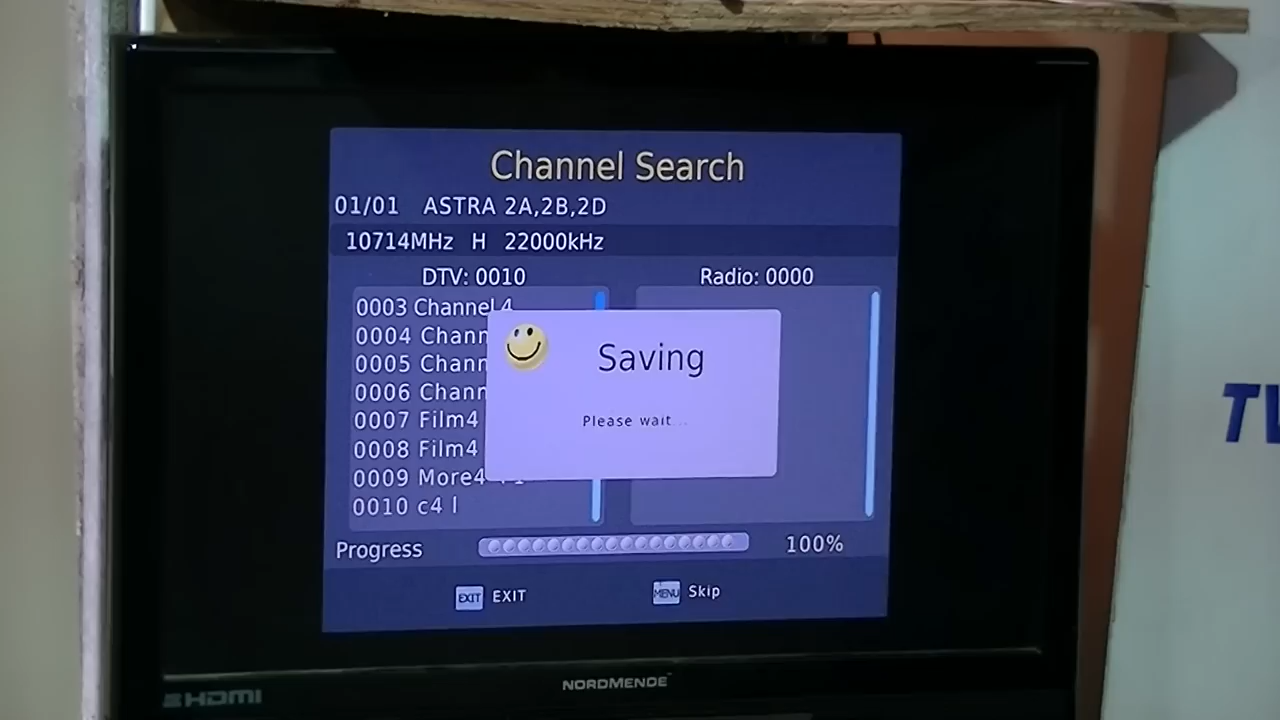 Channel Search
01/01 ASTRA 2A,2B,2D
10714MHz H 22000kHz
DTV: 0010 Radio: 0000
0003 Channel 4
0004 Chann
0005 Chann
0006 Chann
0007 Film4
0008 Film4
0009 More4
0010 c4 l
Saving
Please wait...
Progress 100%
EXIT EXIT MENU Skip
HDMI
NORDMENDE
TV